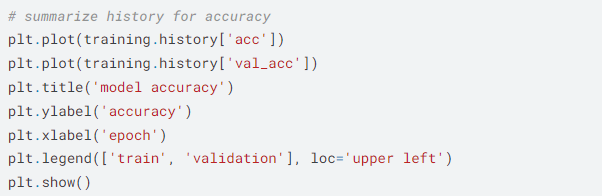 # summarize history for accuracy
plt.plot(training.history['acc'])
plt.plot(training.history['val_acc'])
plt.title('model accuracy')
plt.ylabel('accuracy')
plt.xlabel('epoch')
plt.legend(['train', 'validation'], loc='upper left')
plt.show()